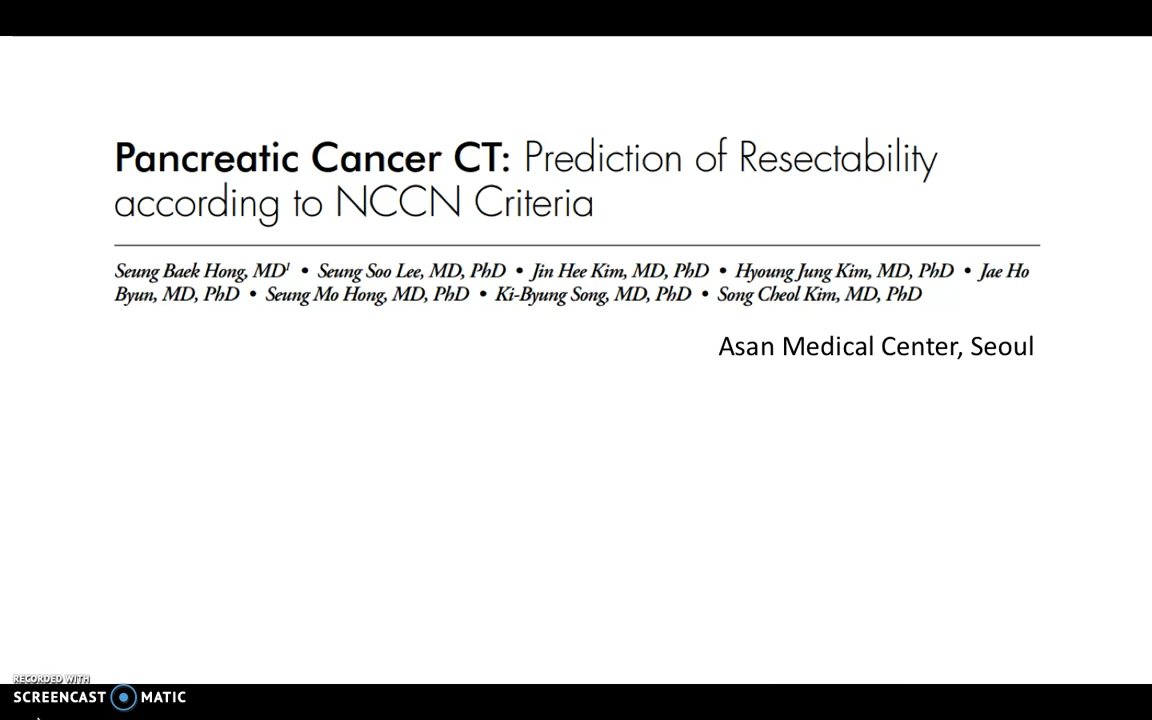 Pancreatic Cancer CT: Prediction of Resectability
according to NCCN Criteria
Seung Baek Hong, MD¹ • Seung Soo Lee, MD, PhD • Jin Hee Kim, MD, PhD • Hyoung Jung Kim, MD, PhD • Jae Ho
Byun, MD, PhD • Seung Mo Hong, MD, PhD • Ki-Byung Song, MD, PhD • Song Cheol Kim, MD, PhD
Asan Medical Center, Seoul
RECORDED WITH
SCREENCAST MATIC